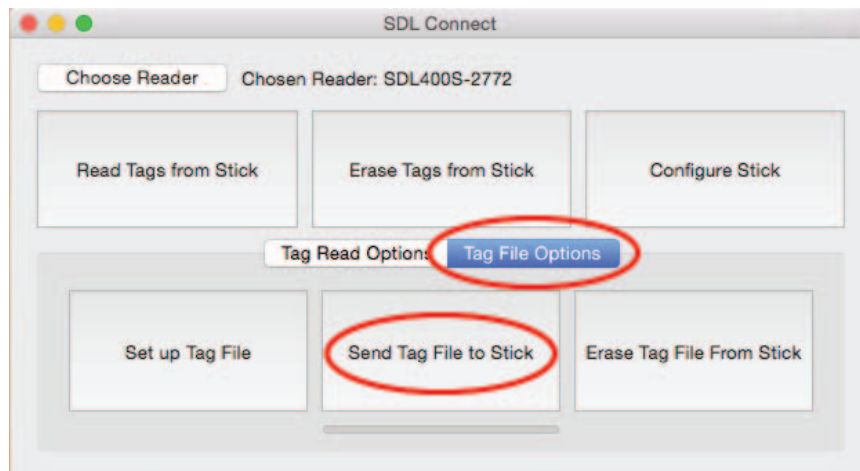 SDL Connect
Choose Reader Chosen Reader: SDL400S-2772
Read Tags from Stick Erase Tags from Stick Configure Stick
Tag Read Options Tag File Options
Set up Tag File Send Tag File to Stick Erase Tag File From Stick